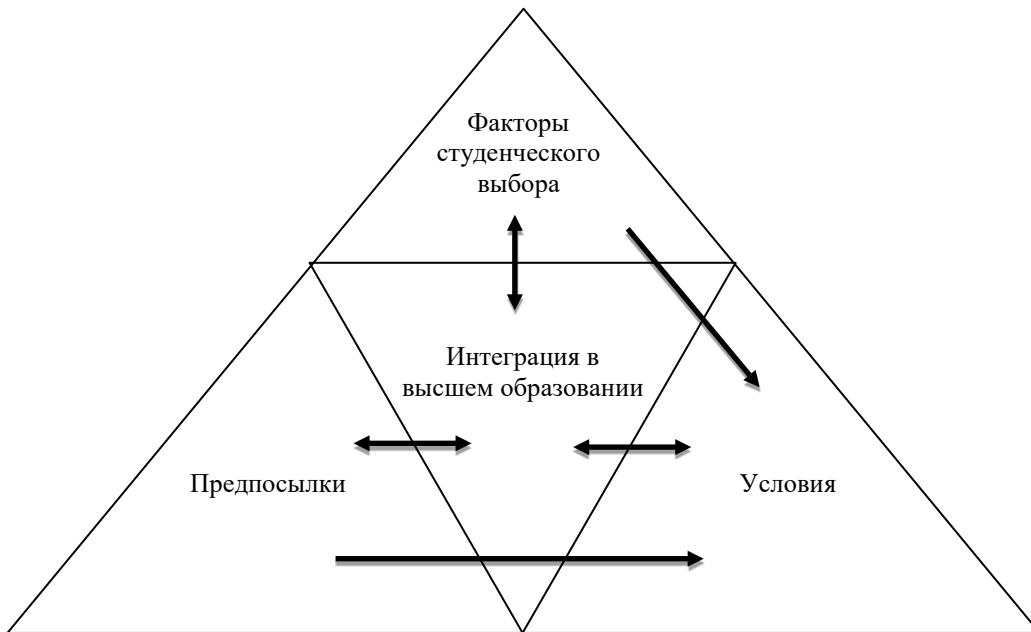 Факторы
студенческого
выбора
Интеграция в
высшем образовании
Предпосылки
Условия